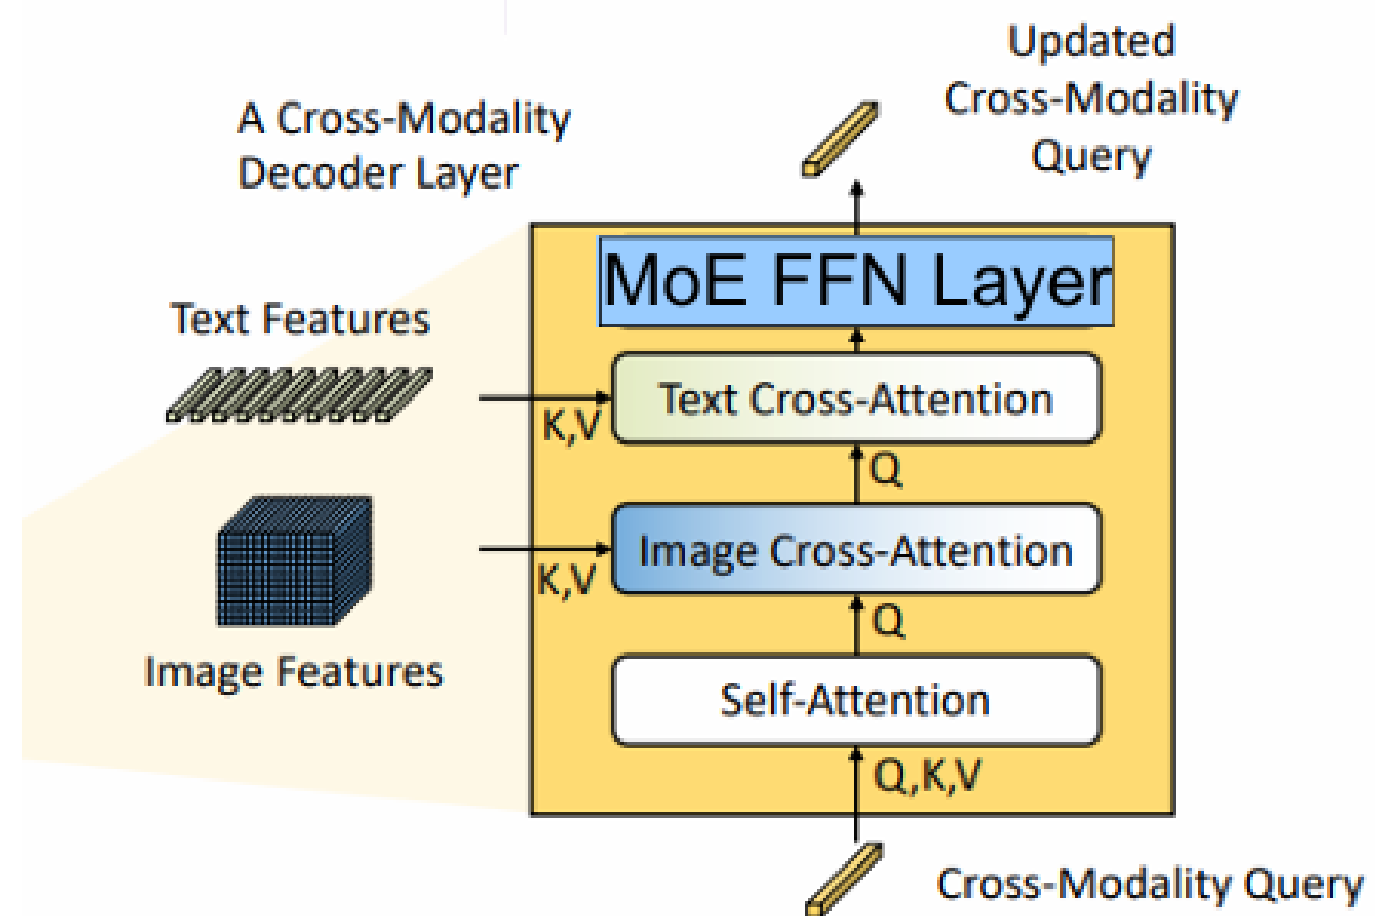 Updated
Cross-Modality
Query
A Cross-Modality
Decoder Layer
MoE FFN Layer
Text Features
Text Cross-Attention
K,V
Q
Image Cross-Attention
K,V
Q
Image Features
Self-Attention
Q,K,V
Cross-Modality Query